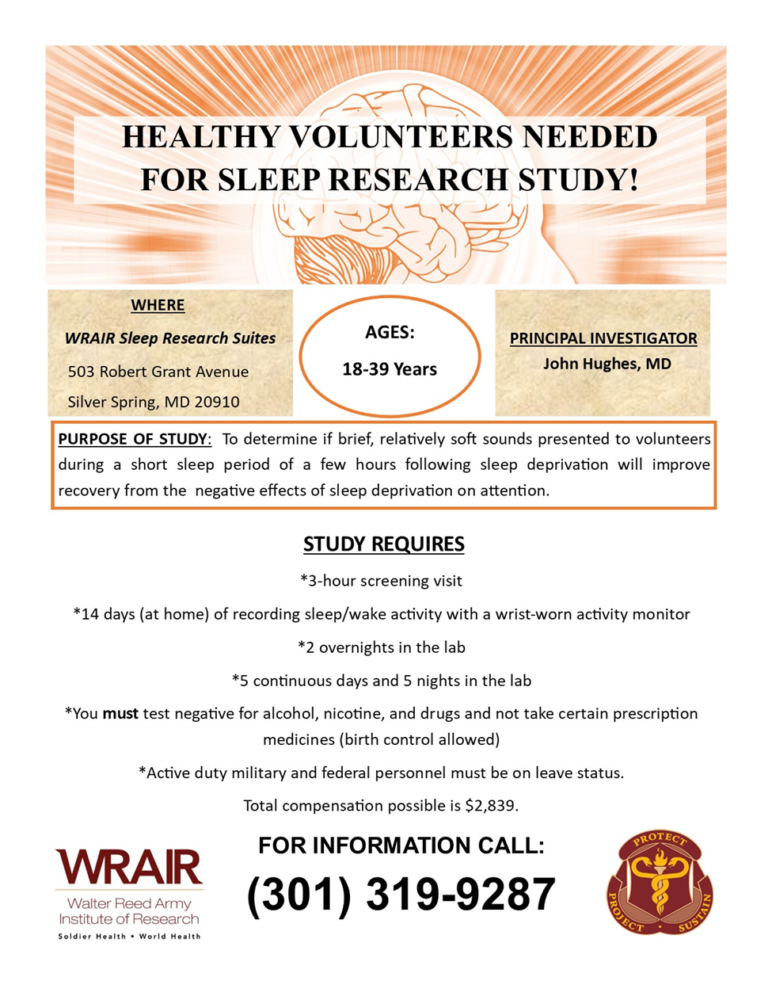 HEALTHY VOLUNTEERS NEEDED
FOR SLEEP RESEARCH STUDY!
WHERE
WRAIR Sleep Research Suites
503 Robert Grant Avenue
Silver Spring, MD 20910
AGES:
18-39 Years
PRINCIPAL INVESTIGATOR
John Hughes, MD
PURPOSE OF STUDY: To determine if brief, relatively soft sounds presented to volunteers
during a short sleep period of a few hours following sleep deprivation will improve
recovery from the negative effects of sleep deprivation on attention.
STUDY REQUIRES
*3-hour screening visit
*14 days (at home) of recording sleep/wake activity with a wrist-worn activity monitor
*2 overnights in the lab
*5 continuous days and 5 nights in the lab
*You must test negative for alcohol, nicotine, and drugs and not take certain prescription
medicines (birth control allowed)
*Active duty military and federal personnel must be on leave status.
Total compensation possible is $2,839.
WRAIR
Walter Reed Army
Institute of Research
Soldier Health • World Health
FOR INFORMATION CALL:
(301) 319-9287
PROTECT
PROJECT · SUSTAIN